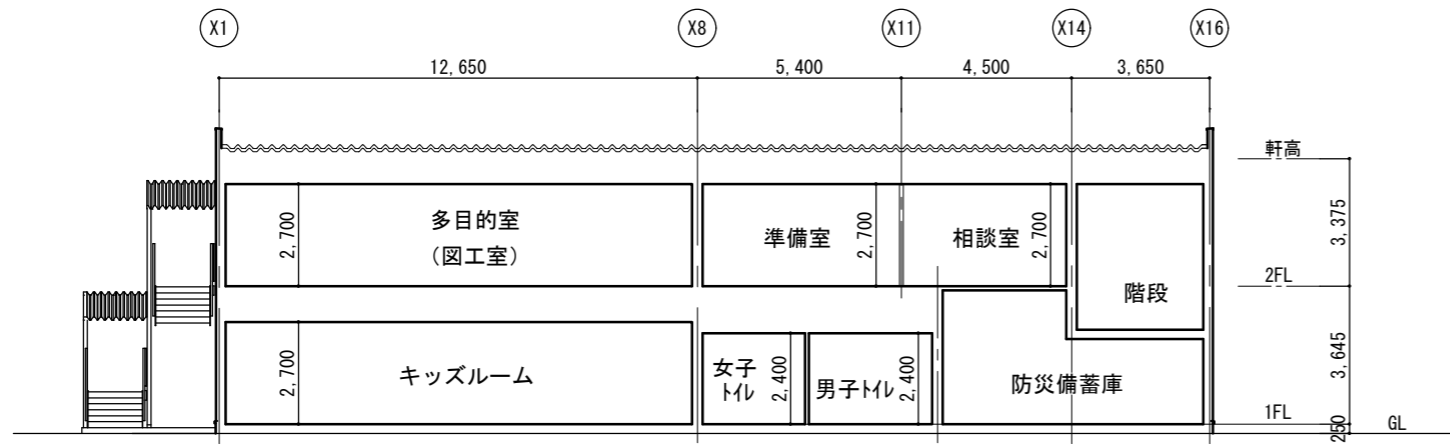 X1
X8
X11
X14
X16
12,650
5,400
4,500
3,650
軒高
多目的室
(図工室)
2,700
準備室
2,700
相談室
2,700
階段
3,375
2FL
キッズルーム
2,700
女子
ﾄｲﾚ
2,400
男子ﾄｲﾚ
2,400
防災備蓄庫
3,645
1FL
250
GL